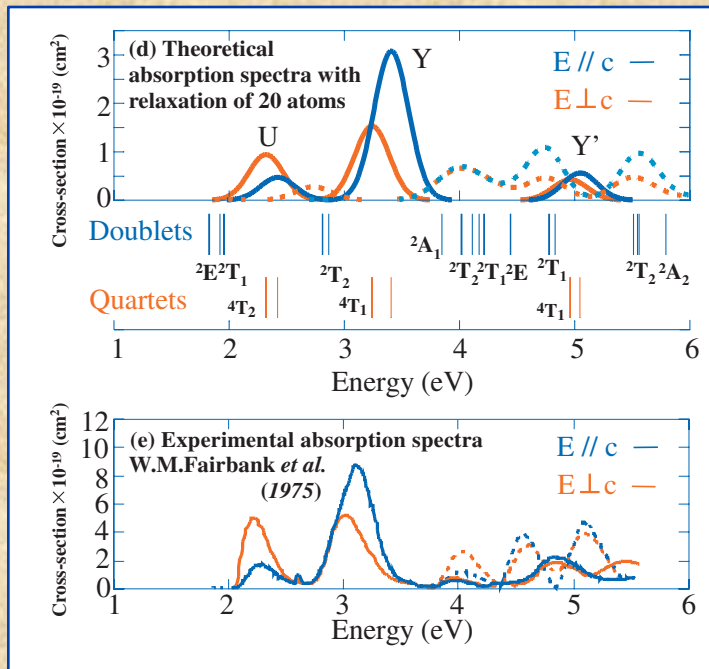 (d) Theoretical
absorption spectra with
relaxation of 20 atoms
Y
E // c
E⊥c
U
Y'
Cross-section ×10⁻¹⁹ (cm²)
3
2
1
0
Doublets
²E ²T₁
²T₂
²A₁
²T₂ ²T₁ ²E
²T₁
²T₂ ²A₂
Quartets
⁴T₂
⁴T₁
⁴T₁
1 2 3 4 5 6
Energy (eV)
(e) Experimental absorption spectra
W.M.Fairbank et al.
(1975)
E // c
E⊥c
Cross-section ×10⁻¹⁹ (cm²)
12
10
8
6
4
2
0
1 2 3 4 5 6
Energy (eV)